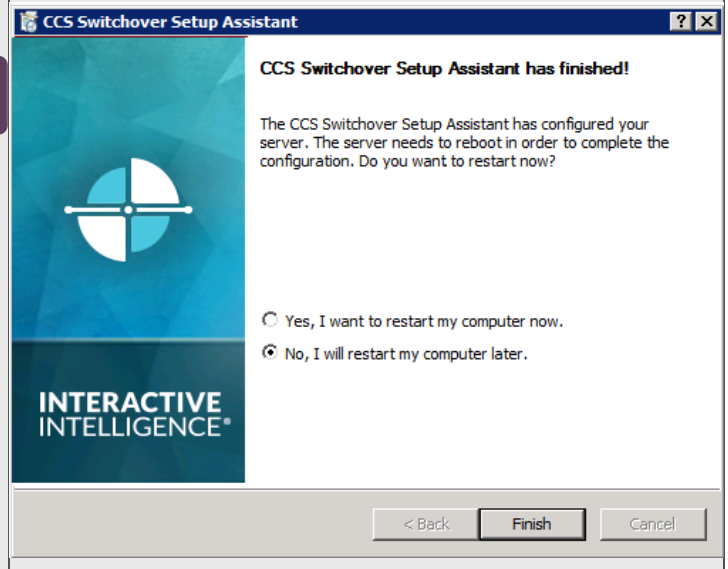 CCS Switchover Setup Assistant
CCS Switchover Setup Assistant has finished!
The CCS Switchover Setup Assistant has configured your
server. The server needs to reboot in order to complete the
configuration. Do you want to restart now?
Yes, I want to restart my computer now.
No, I will restart my computer later.
INTERACTIVE
INTELLIGENCE®
< Back Finish Cancel